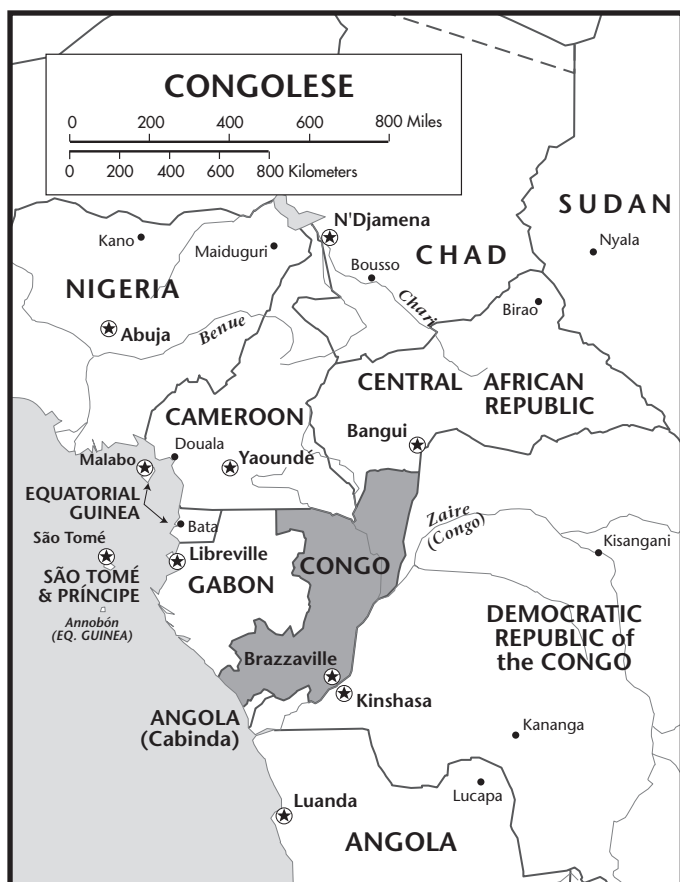 CONGOLESE
0 200 400 600 800 Miles
0 200 400 600 800 Kilometers
SUDAN
N'Djamena
Kano
Maiduguri
Nyala
CHAD
Bousso
NIGERIA
Chari
Birao
Abuja
Benue
CENTRAL AFRICAN
REPUBLIC
CAMEROON
Bangui
Douala
Malabo
Yaoundé
EQUATORIAL
GUINEA
Zaire
(Congo)
Bata
São Tomé
Libreville
Kisangani
CONGO
SÃO TOMÉ
& PRÍNCIPE
GABON
Annobón
(EQ. GUINEA)
DEMOCRATIC
REPUBLIC of
the CONGO
Brazzaville
Kinshasa
ANGOLA
(Cabinda)
Kananga
Luanda
Lucapa
ANGOLA